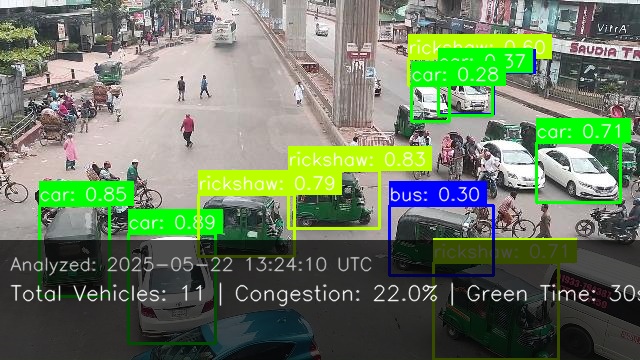 VitrA
SAUDIA
rickshaw: 0.60
0.37
car: 0.28
car: 0.71
rickshaw: 0.83
rickshaw: 0.79
car: 0.85
bus: 0.30
car: 0.89
rickshaw: 0.71
Analyzed: 2025-05-22 13:24:10 UTC
Total Vehicles: 11 | Congestion: 22.0% | Green Time: 30s